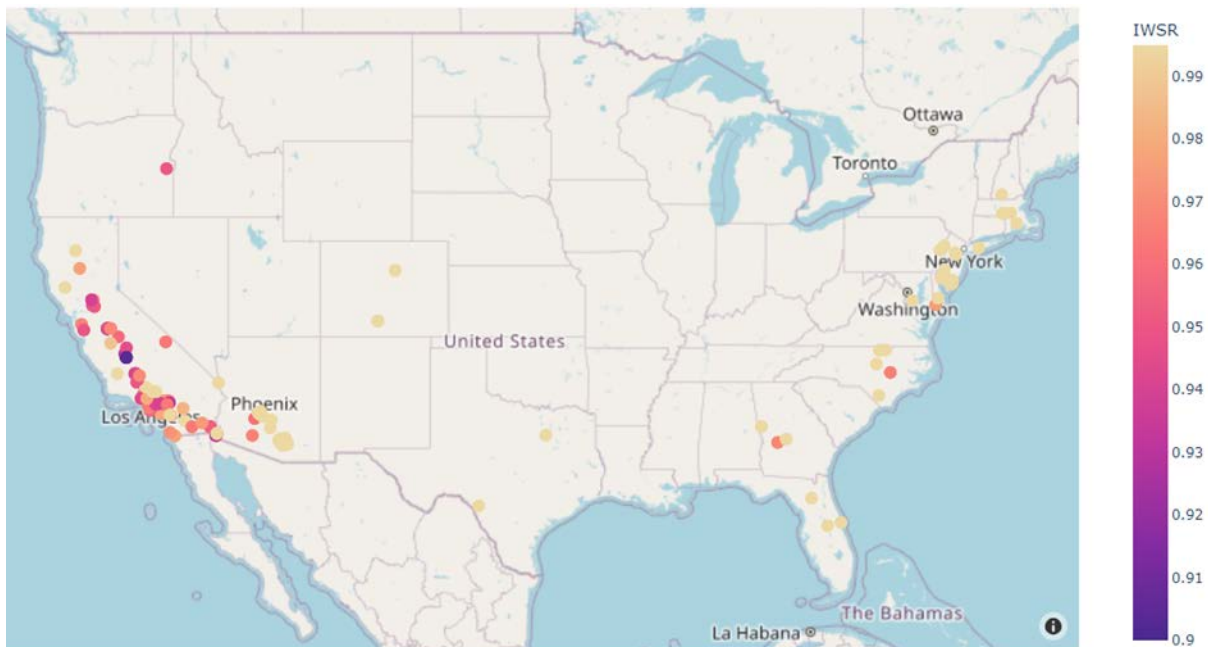 IWSR
0.99
Ottawa
0.98
Toronto
0.97
New York
0.96
Washington
United States
0.95
0.94
Phoenix
Los Angeles
0.93
0.92
0.91
The Bahamas
La Habana
0.9